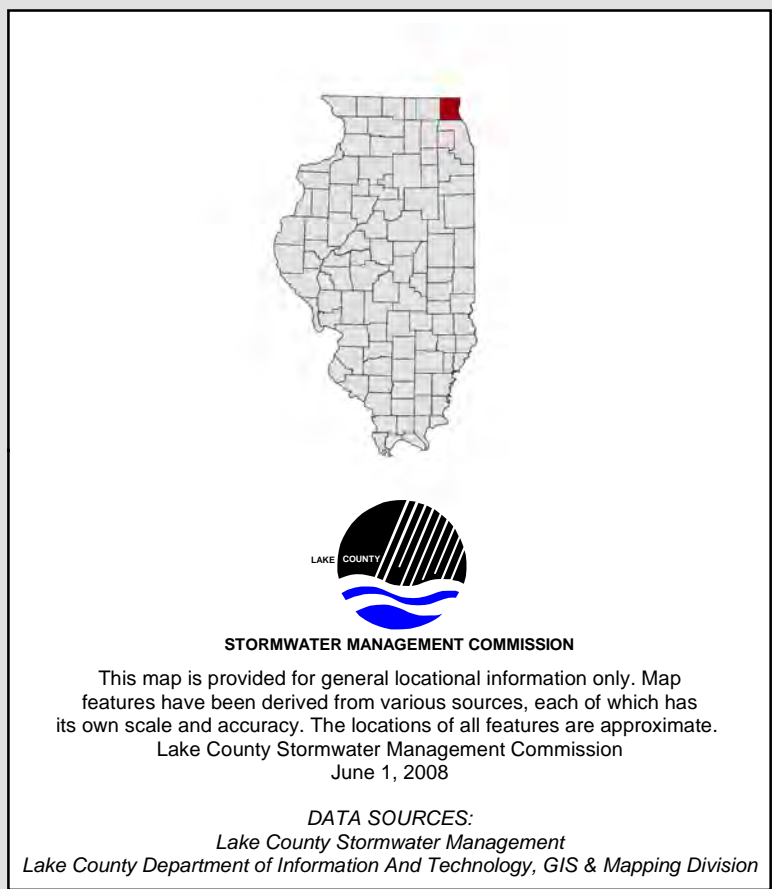 LAKE COUNTY
STORMWATER MANAGEMENT COMMISSION
This map is provided for general locational information only. Map
features have been derived from various sources, each of which has
its own scale and accuracy. The locations of all features are approximate.
Lake County Stormwater Management Commission
June 1, 2008
DATA SOURCES:
Lake County Stormwater Management
Lake County Department of Information And Technology, GIS & Mapping Division